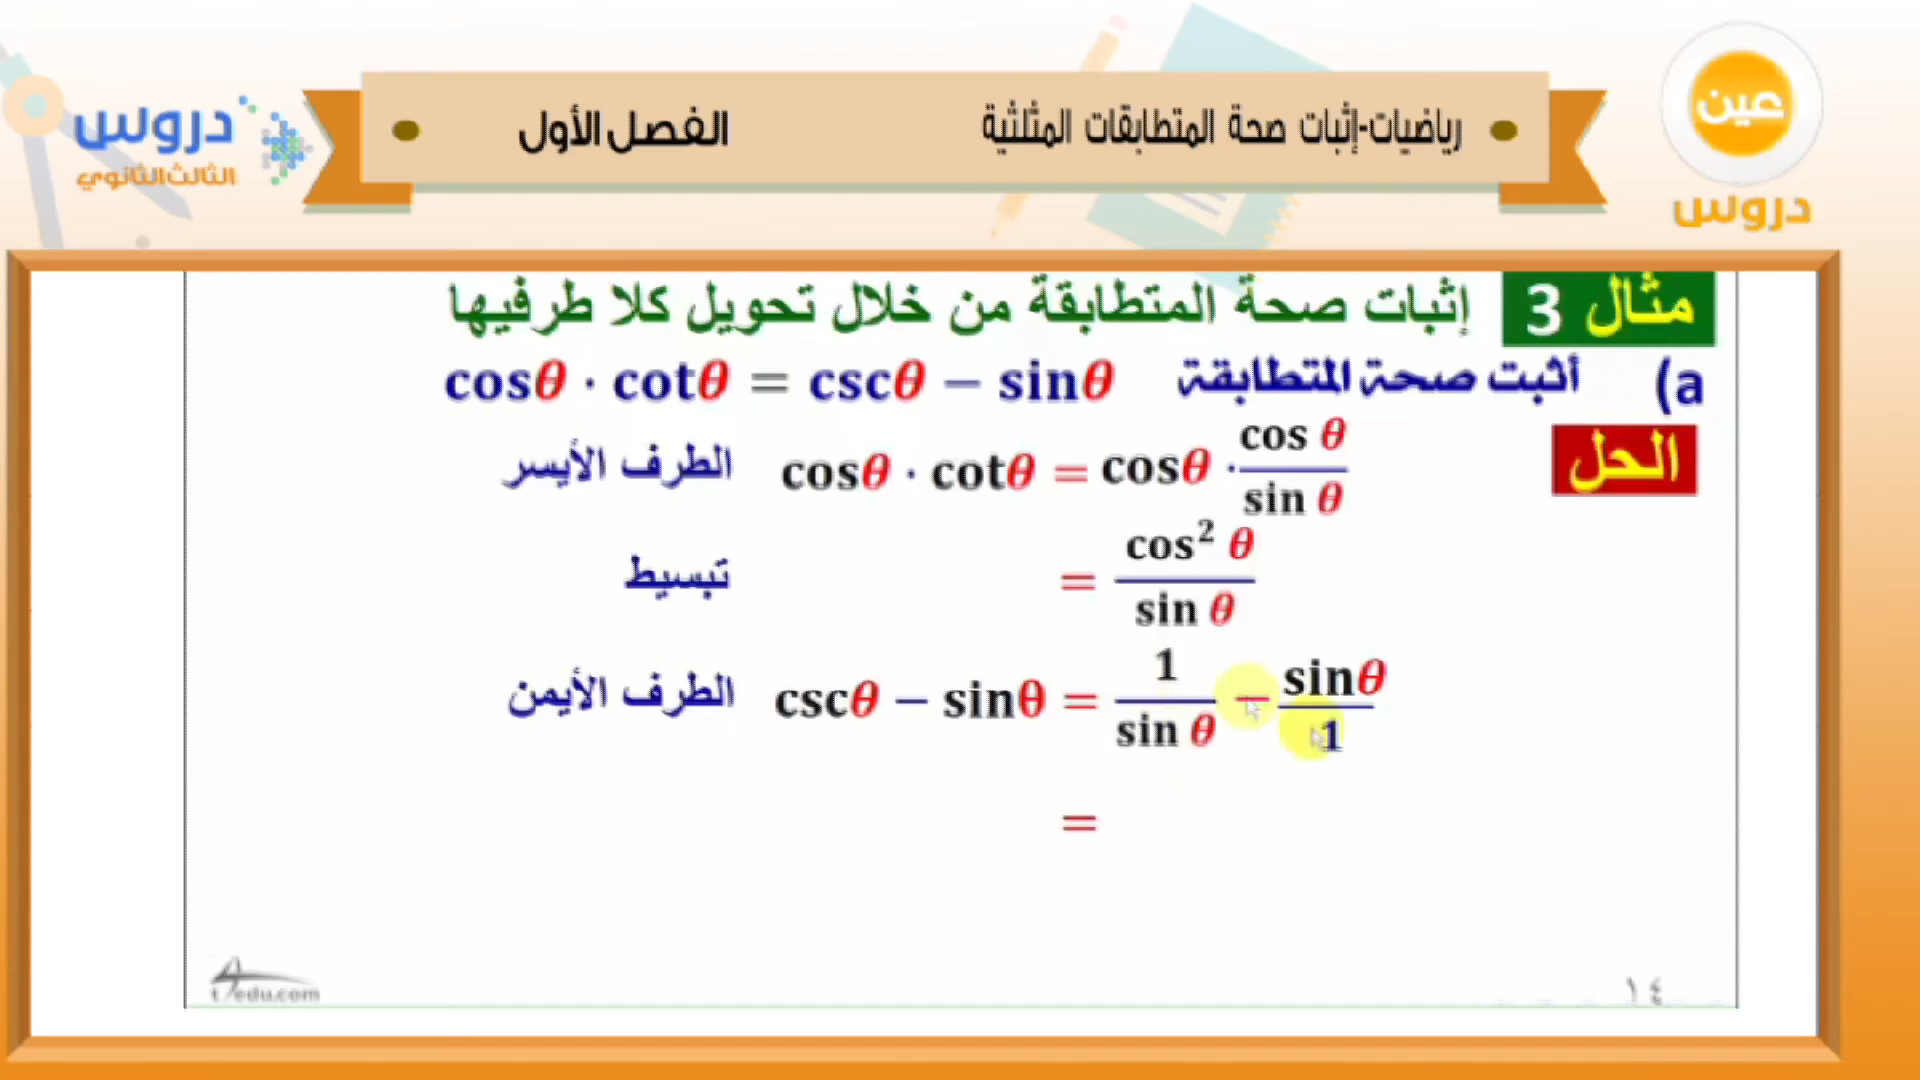 عين
دروس
رياضيات-إثبات صحة المتطابقات المثلثية
الفصل الأول
دروس
الثالث الثانوي
مثال 3 إثبات صحة المتطابقة من خلال تحويل كلا طرفيها
(a أثبت صحة المتطابقة cosθ · cotθ = cscθ − sinθ
الحل
الطرف الأيسر cosθ · cotθ = cosθ · cos θ / sin θ
تبسيط = cos² θ / sin θ
الطرف الأيمن cscθ − sinθ = 1 / sin θ − sinθ / 1
=
١٤